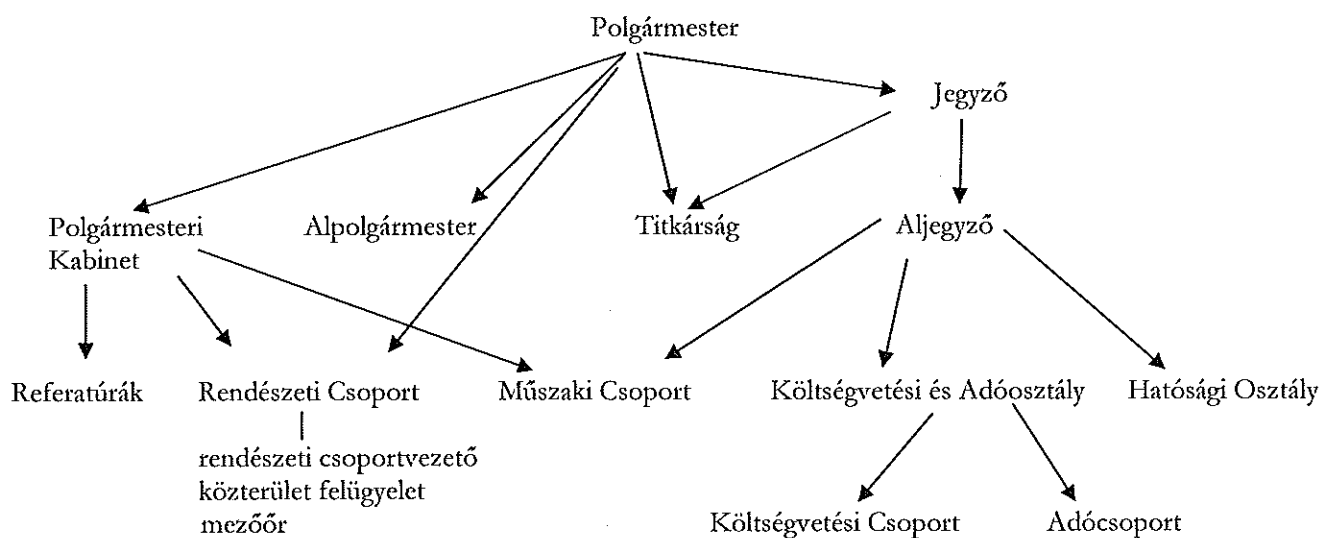 Polgármester
Jegyző
Polgármesteri
Kabinet
Alpolgármester
Titkárság
Aljegyző
Referatúrák
Rendészeti Csoport
Műszaki Csoport
Költségvetési és Adóosztály
Hatósági Osztály
rendészeti csoportvezető
közterület felügyelet
mezőőr
Költségvetési Csoport
Adócsoport